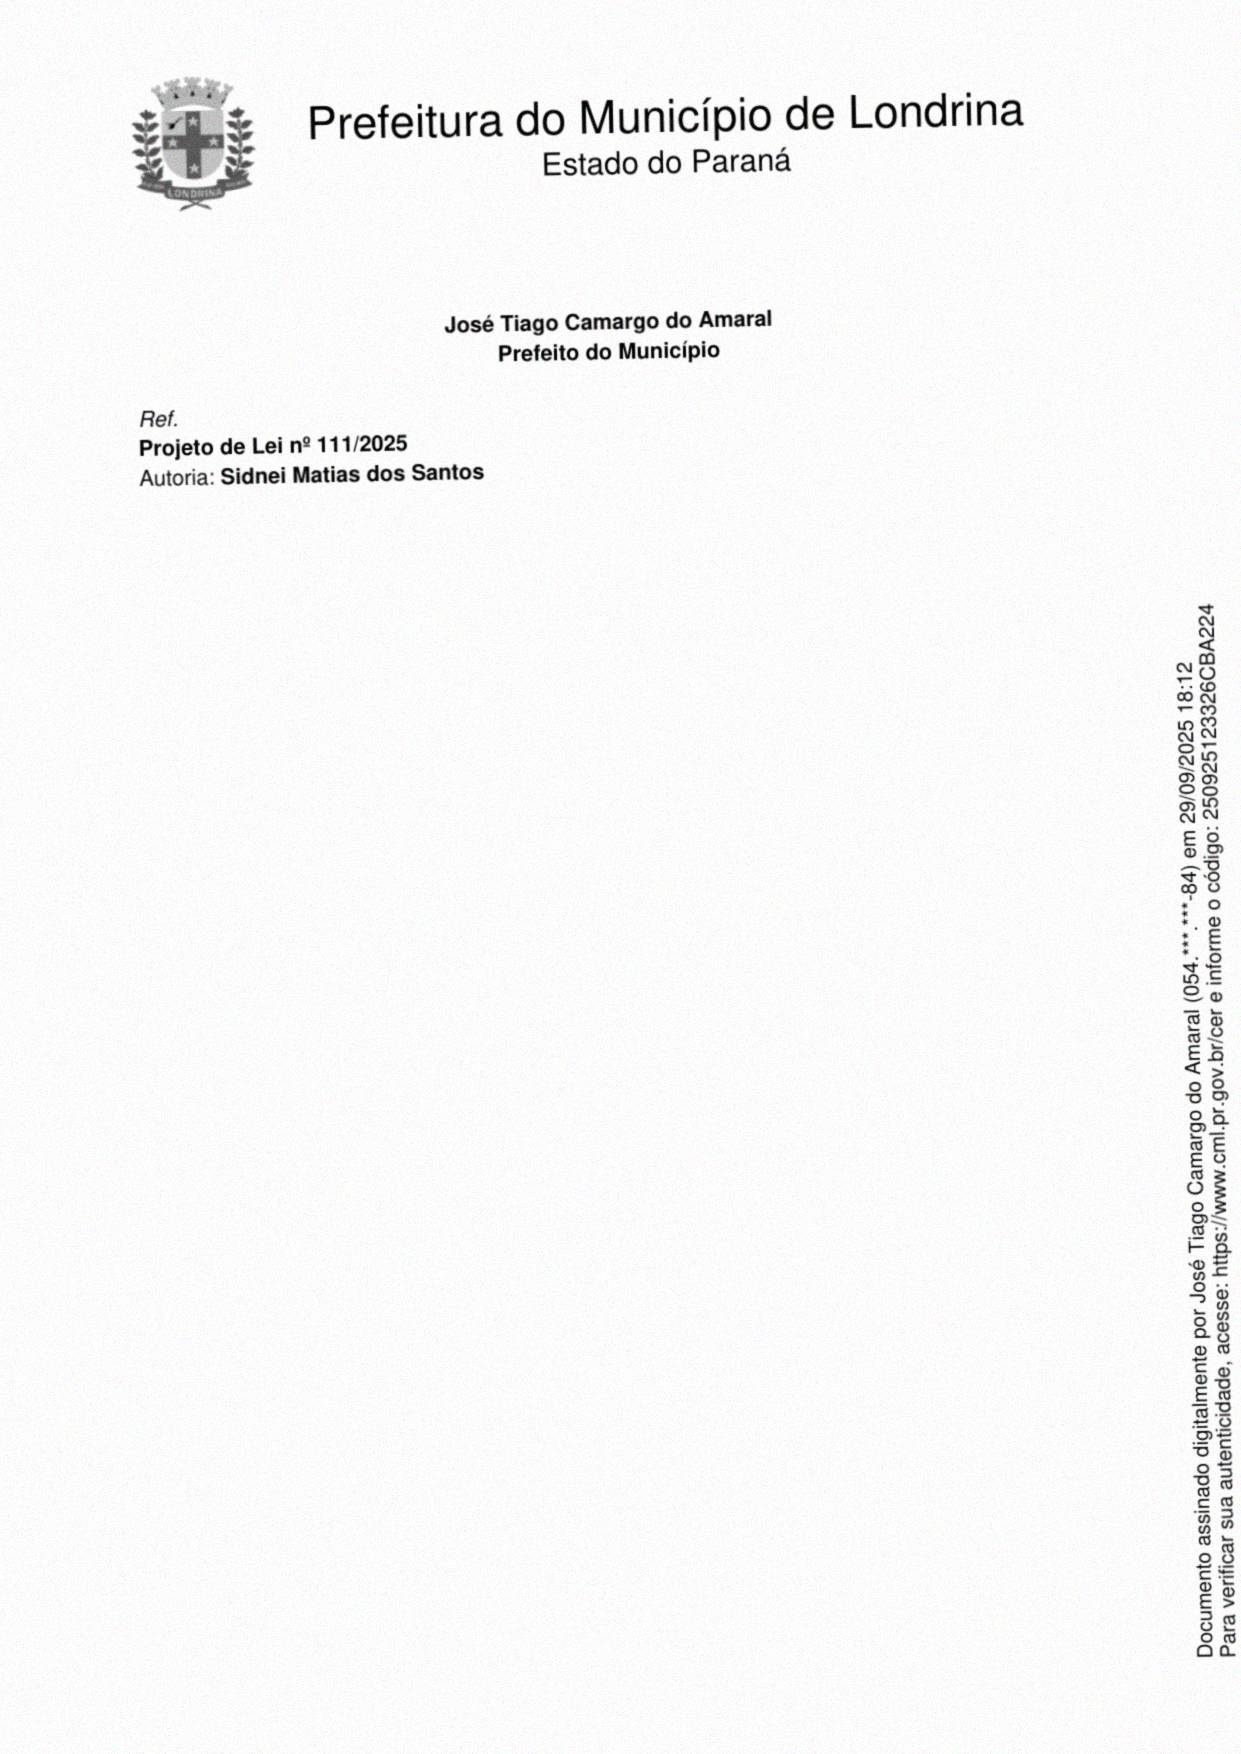 Prefeitura do Município de Londrina
Estado do Paraná
LONDRINA
José Tiago Camargo do Amaral
Prefeito do Município
Ref.
Projeto de Lei nº 111/2025
Autoria: Sidnei Matias dos Santos
Documento assinado digitalmente por José Tiago Camargo do Amaral (054.***.***-84) em 29/09/2025 18:12
Para verificar sua autenticidade, acesse: https://www.cml.pr.gov.br/cer e informe o código: 250925123326CBA224